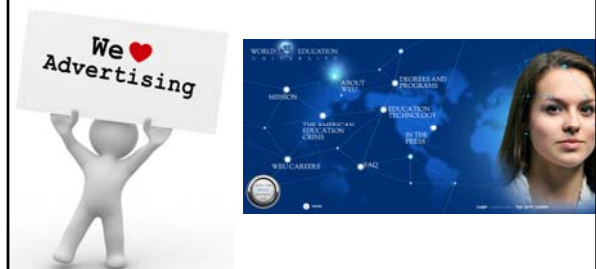 We ❤
Advertising
WORLD EDUCATION
UNIVERSITY
ABOUT
WEU
DEGREES AND
PROGRAMS
MISSION
EDUCATION
TECHNOLOGY
THE AMERICAN
EDUCATION
CRISIS
IN THE
PRESS
WEU CAREERS
FAQ